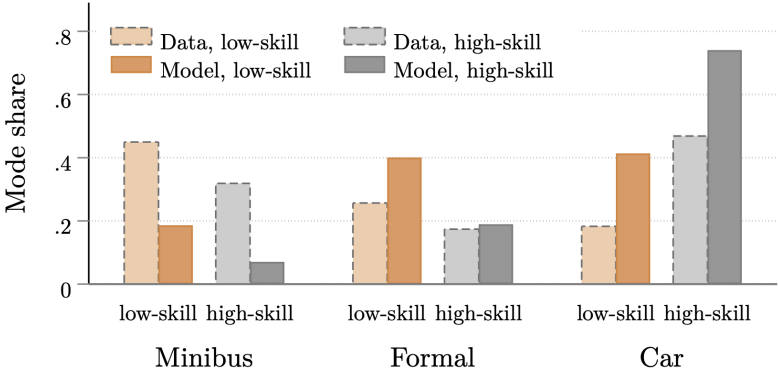 Mode share
.8
.6
.4
.2
0
Data, low-skill
Data, high-skill
Model, low-skill
Model, high-skill
low-skill high-skill
low-skill high-skill
low-skill high-skill
Minibus
Formal
Car